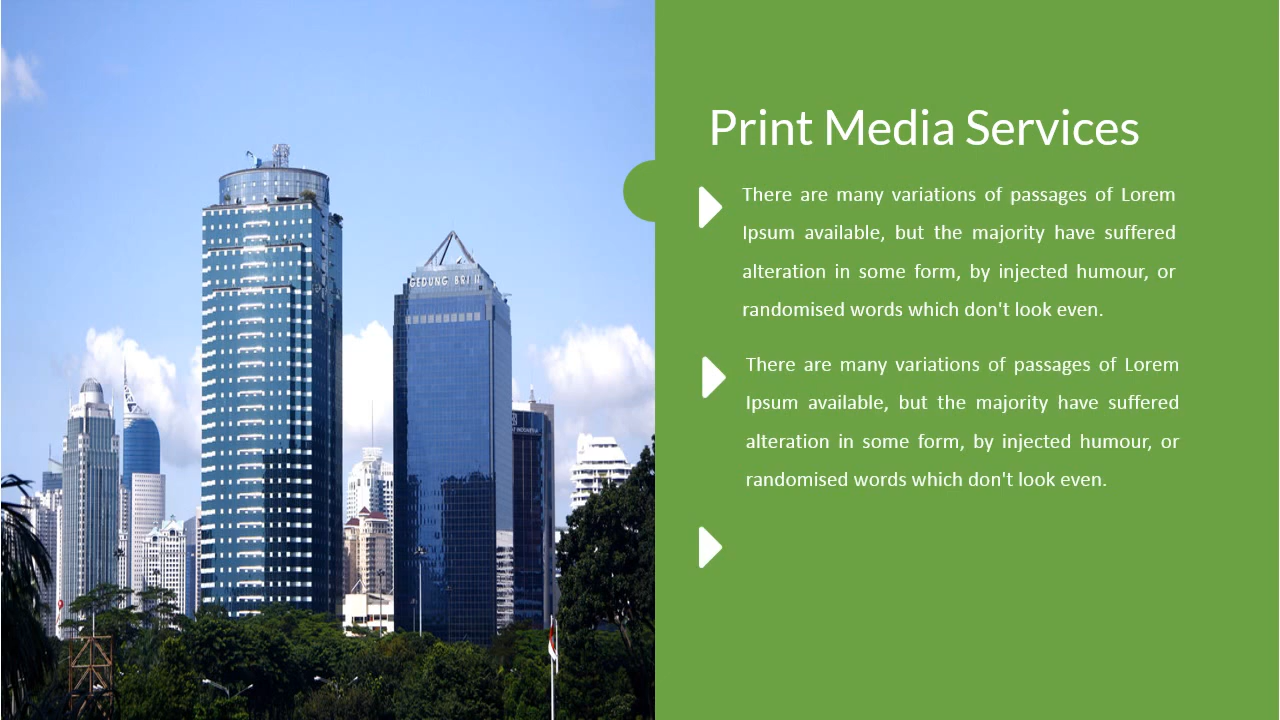 Print Media Services
There are many variations of passages of Lorem
Ipsum available, but the majority have suffered
alteration in some form, by injected humour, or
randomised words which don't look even.
There are many variations of passages of Lorem
Ipsum available, but the majority have suffered
alteration in some form, by injected humour, or
randomised words which don't look even.
GEDUNG BRI II